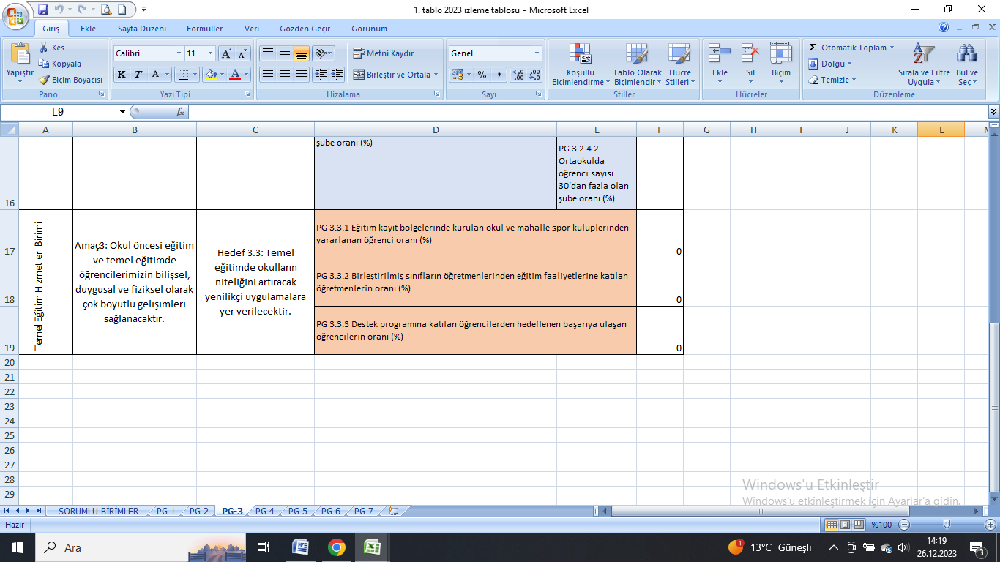 1. tablo 2023 izleme tablosu - Microsoft Excel
Giriş Ekle Sayfa Düzeni Formüller Veri Gözden Geçir Görünüm
Yapıştır
Kes
Kopyala
Biçim Boyacısı
Pano
Calibri 11
K T A
Yazı Tipi
Metni Kaydır
Birleştir ve Ortala
Hizalama
Genel
% ,
Sayı
Koşullu
Biçimlendirme
Tablo Olarak
Biçimlendir
Hücre
Stilleri
Stiller
Ekle Sil Biçim
Hücreler
Σ Otomatik Toplam
Dolgu
Temizle
Sırala ve Filtre
Uygula
Bul ve
Seç
Düzenleme
L9
fx
A B C D E F G H I J K L M
şube oranı (%)
PG 3.2.4.2
Ortaokulda
öğrenci sayısı
30'dan fazla olan
şube oranı (%)
16
Temel Eğitim Hizmetleri Birimi
Amaç3: Okul öncesi eğitim
ve temel eğitimde
öğrencilerimizin bilişsel,
duygusal ve fiziksel olarak
çok boyutlu gelişimleri
sağlanacaktır.
Hedef 3.3: Temel
eğitimde okulların
niteliğini artıracak
yenilikçi uygulamalara
yer verilecektir.
PG 3.3.1 Eğitim kayıt bölgelerinde kurulan okul ve mahalle spor kulüplerinden
yararlanan öğrenci oranı (%)
17 0
PG 3.3.2 Birleştirilmiş sınıfların öğretmenlerinden eğitim faaliyetlerine katılan
öğretmenlerin oranı (%)
18 0
PG 3.3.3 Destek programına katılan öğrencilerden hedeflenen başarıya ulaşan
öğrencilerin oranı (%)
19 0
20
21
22
23
24
25
26
27
28
29
Windows'u Etkinleştir
Windows'u etkinleştirmek için Ayarlar'a gidin.
SORUMLU BİRİMLER PG-1 PG-2 PG-3 PG-4 PG-5 PG-6 PG-7
Hazır %100
Ara
1 13°C Güneşli
14:19
26.12.2023
3